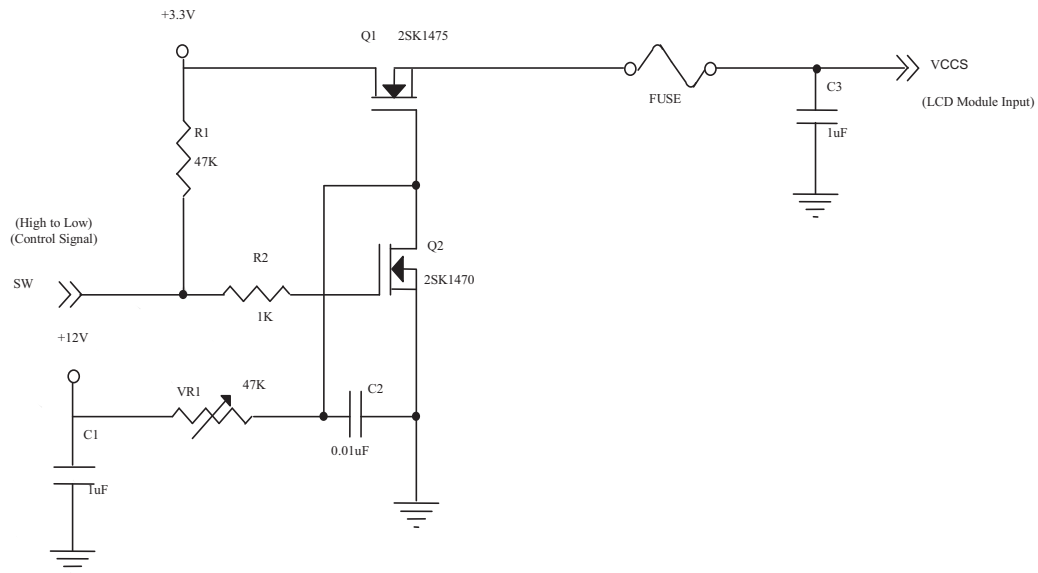 +3.3V
Q1 2SK1475
VCCS
FUSE
C3
(LCD Module Input)
R1
1uF
47K
(High to Low)
(Control Signal)
Q2
R2
SW
2SK1470
1K
+12V
VR1
47K
C2
C1
0.01uF
1uF